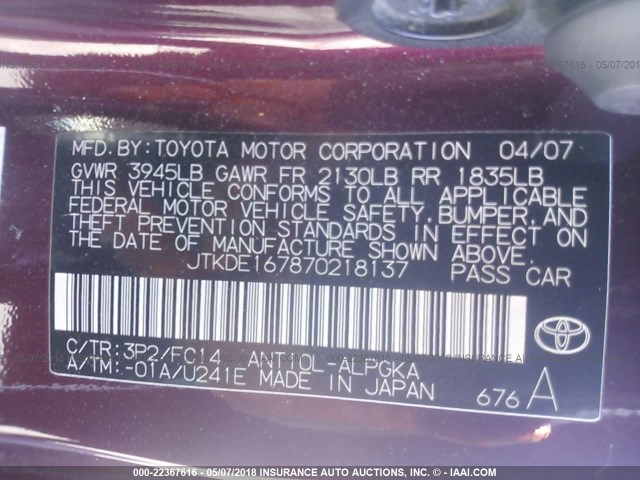 MFD. BY: TOYOTA MOTOR CORPORATION 04/07
GVWR 3945LB GAWR FR 2130LB RR 1835LB
THIS VEHICLE CONFORMS TO ALL APPLICABLE
FEDERAL MOTOR VEHICLE SAFETY, BUMPER, AND
THEFT PREVENTION STANDARDS IN EFFECT ON
THE DATE OF MANUFACTURE SHOWN ABOVE.
JTKDE167870218137 PASS CAR
C/TR: 3P2/FC14 ANT10L-ALPGKA
A/TM: -01A/U241E MADE IN JAPAN
676 A
000-22367616 - 05/07/2018 INSURANCE AUTO AUCTIONS, INC. - © - IAAI.COM